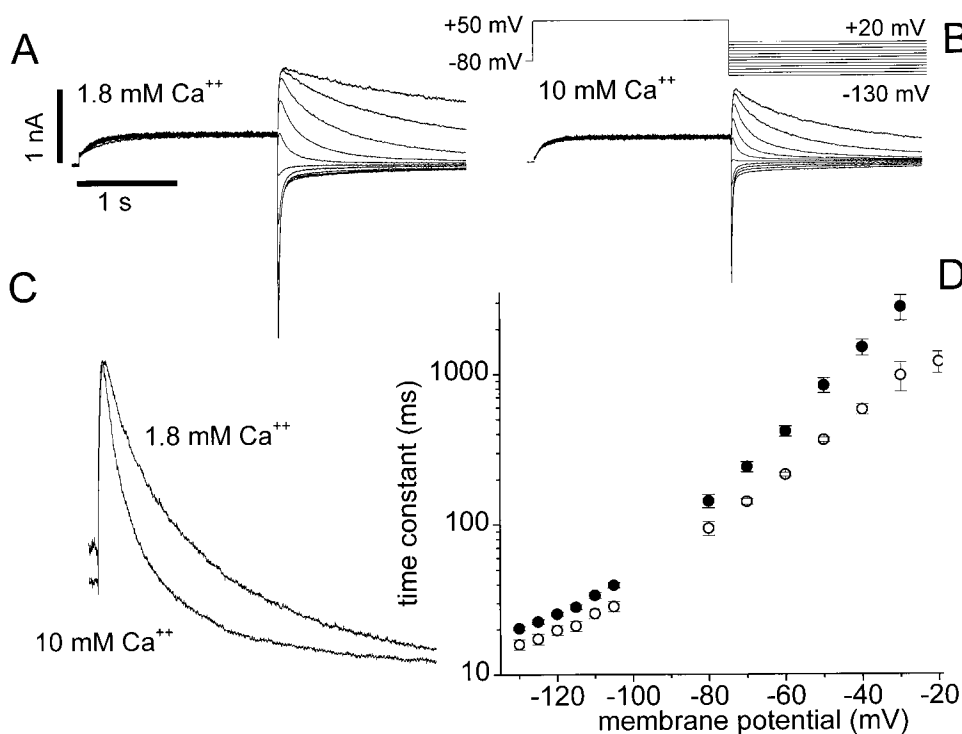 A
1.8 mM Ca++
1 nA
1 s
+50 mV
-80 mV
B
+20 mV
10 mM Ca++
-130 mV
C
1.8 mM Ca++
10 mM Ca++
D
time constant (ms)
1000
100
10
-120 -100 -80 -60 -40 -20
membrane potential (mV)